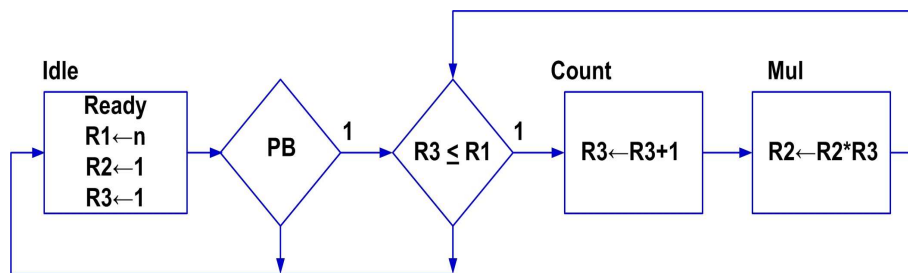 Idle
Ready
R1←n
R2←1
R3←1
PB
1
R3 ≤ R1
1
Count
R3←R3+1
Mul
R2←R2*R3